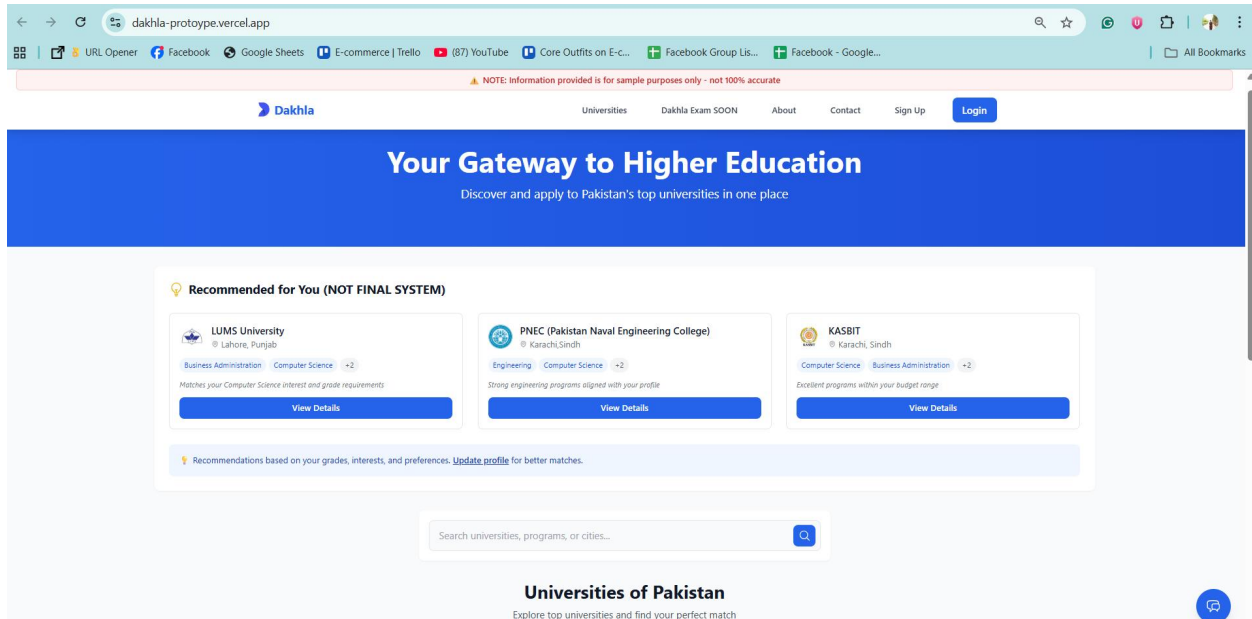 dakhla-protoype.vercel.app
URL Opener Facebook Google Sheets E-commerce | Trello (87) YouTube Core Outfits on E-c... Facebook Group Lis... Facebook - Google... All Bookmarks
NOTE: Information provided is for sample purposes only - not 100% accurate
Dakhla Universities Dakhla Exam SOON About Contact Sign Up Login
Your Gateway to Higher Education
Discover and apply to Pakistan's top universities in one place
Recommended for You (NOT FINAL SYSTEM)
LUMS University
Lahore, Punjab
Business Administration Computer Science +2
Matches your Computer Science interest and grade requirements
View Details
PNEC (Pakistan Naval Engineering College)
Karachi,Sindh
Engineering Computer Science +2
Strong engineering programs aligned with your profile
View Details
KASBIT
Karachi, Sindh
Computer Science Business Administration +2
Excellent programs within your budget range
View Details
Recommendations based on your grades, interests, and preferences. Update profile for better matches.
Search universities, programs, or cities...
Universities of Pakistan
Explore top universities and find your perfect match